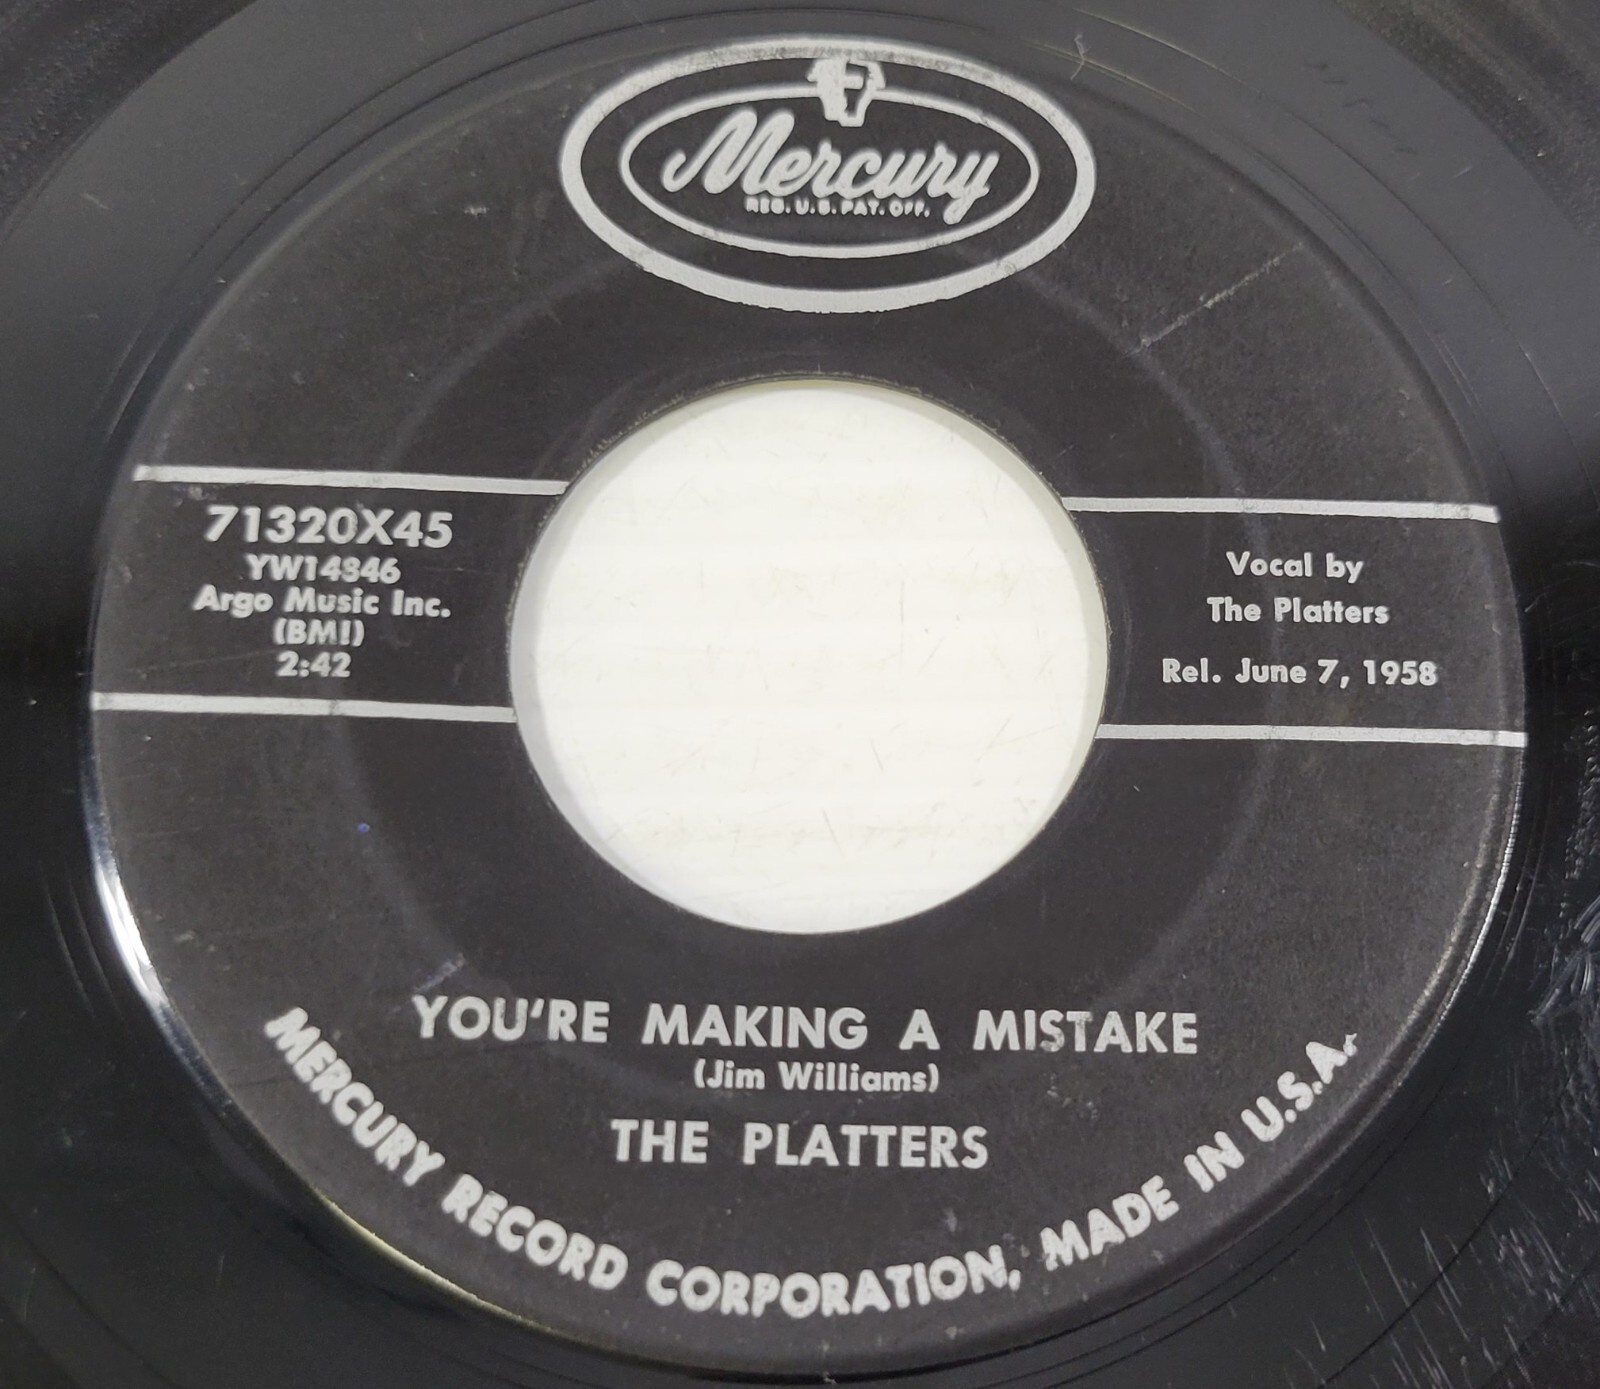 Mercury
REG. U.S. PAT. OFF.
71320X45
YW14346
Argo Music Inc.
(BMI)
2:42
Vocal by
The Platters
Rel. June 7, 1958
YOU'RE MAKING A MISTAKE
(Jim Williams)
THE PLATTERS
MERCURY RECORD CORPORATION, MADE IN U.S.A.